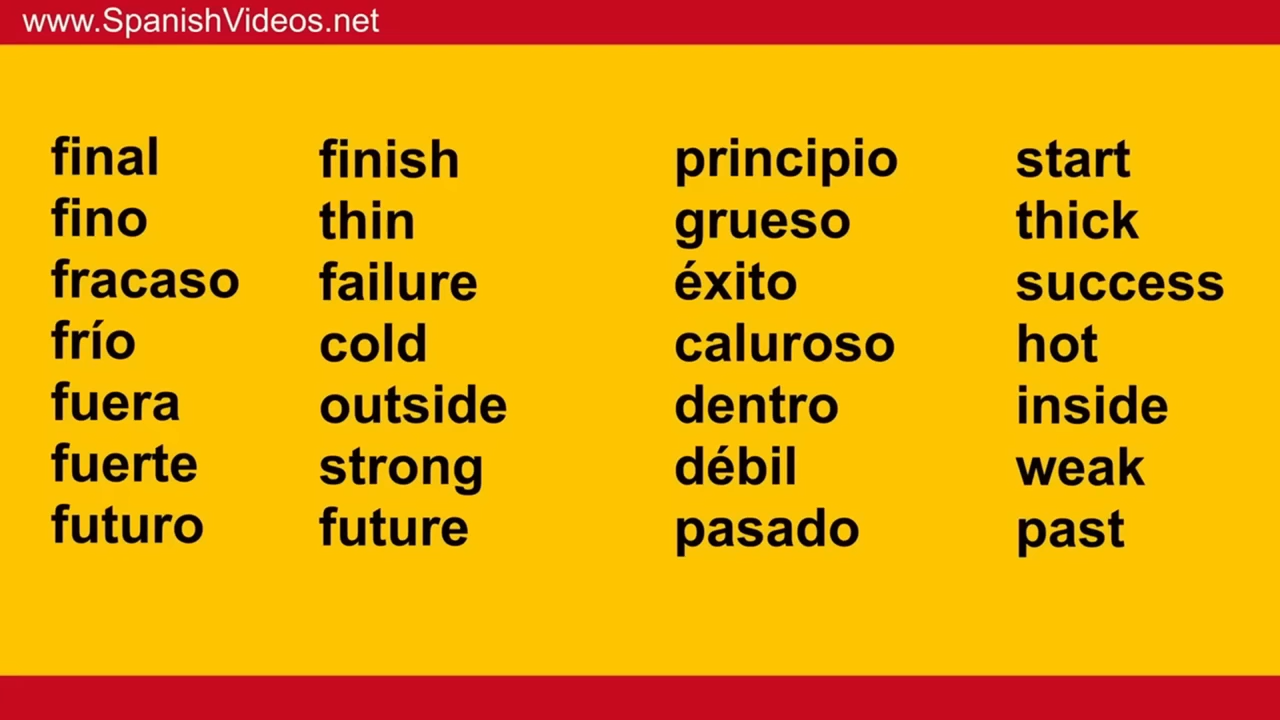 www.SpanishVideos.net
final finish principio start
fino thin grueso thick
fracaso failure éxito success
frío cold caluroso hot
fuera outside dentro inside
fuerte strong débil weak
futuro future pasado past